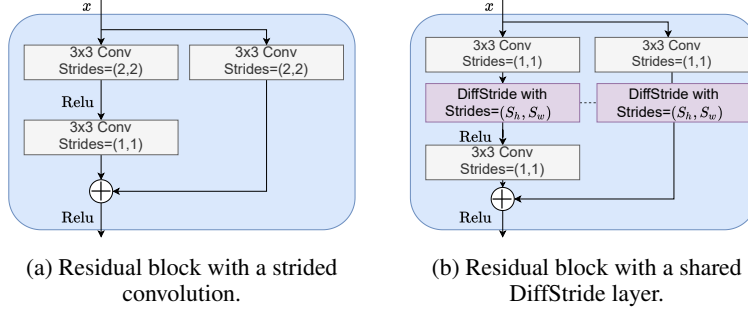 x
3x3 Conv
Strides=(2,2)
3x3 Conv
Strides=(2,2)
Relu
3x3 Conv
Strides=(1,1)
Relu
(a) Residual block with a strided
convolution.
x
3x3 Conv
Strides=(1,1)
3x3 Conv
Strides=(1,1)
DiffStride with
Strides=(S_h, S_w)
DiffStride with
Strides=(S_h, S_w)
Relu
3x3 Conv
Strides=(1,1)
Relu
(b) Residual block with a shared
DiffStride layer.